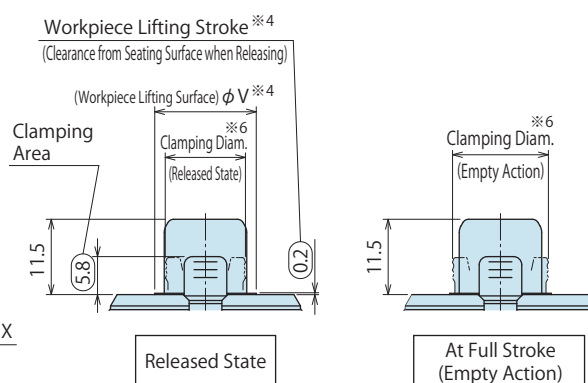 Workpiece Lifting Stroke ※4
(Clearance from Seating Surface when Releasing)
(Workpiece Lifting Surface) ϕ V ※4
Clamping
Area
※6
Clamping Diam.
(Released State)
※6
Clamping Diam.
(Empty Action)
11.5
5.8
0.2
11.5
X
Released State
At Full Stroke
(Empty Action)